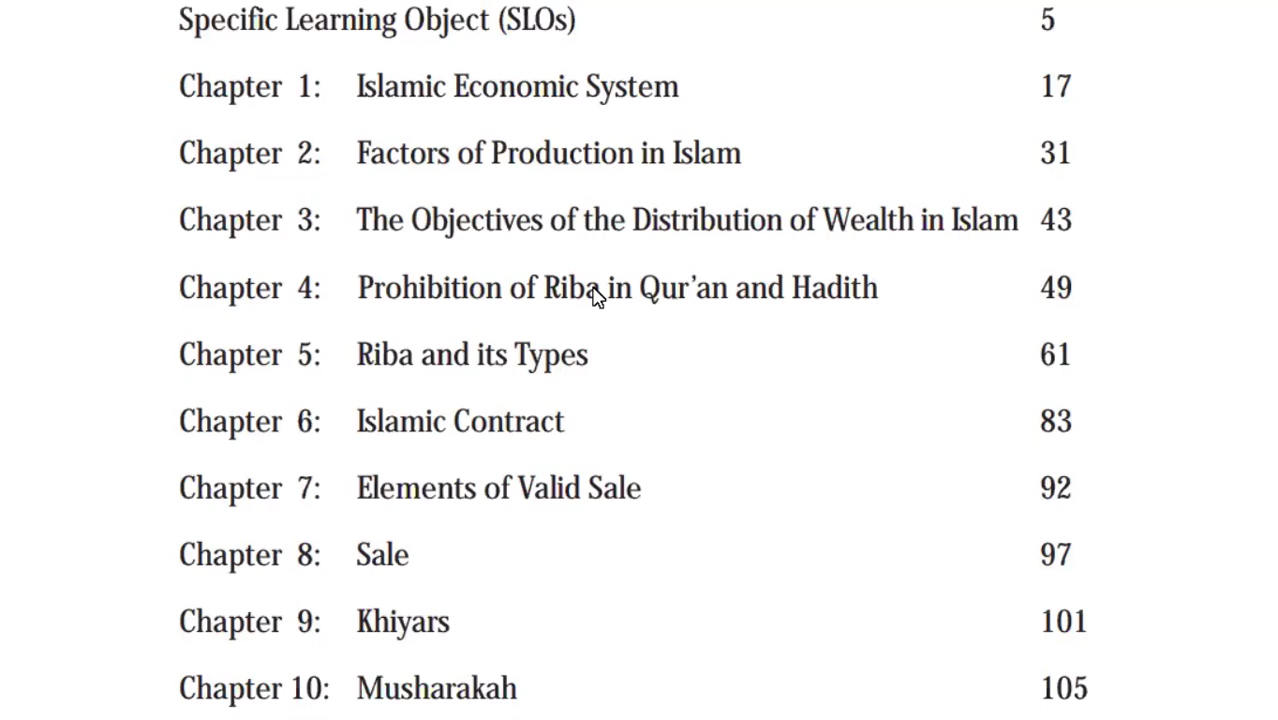 Specific Learning Object (SLOs) 5
Chapter 1: Islamic Economic System 17
Chapter 2: Factors of Production in Islam 31
Chapter 3: The Objectives of the Distribution of Wealth in Islam 43
Chapter 4: Prohibition of Riba in Qur’an and Hadith 49
Chapter 5: Riba and its Types 61
Chapter 6: Islamic Contract 83
Chapter 7: Elements of Valid Sale 92
Chapter 8: Sale 97
Chapter 9: Khiyars 101
Chapter 10: Musharakah 105